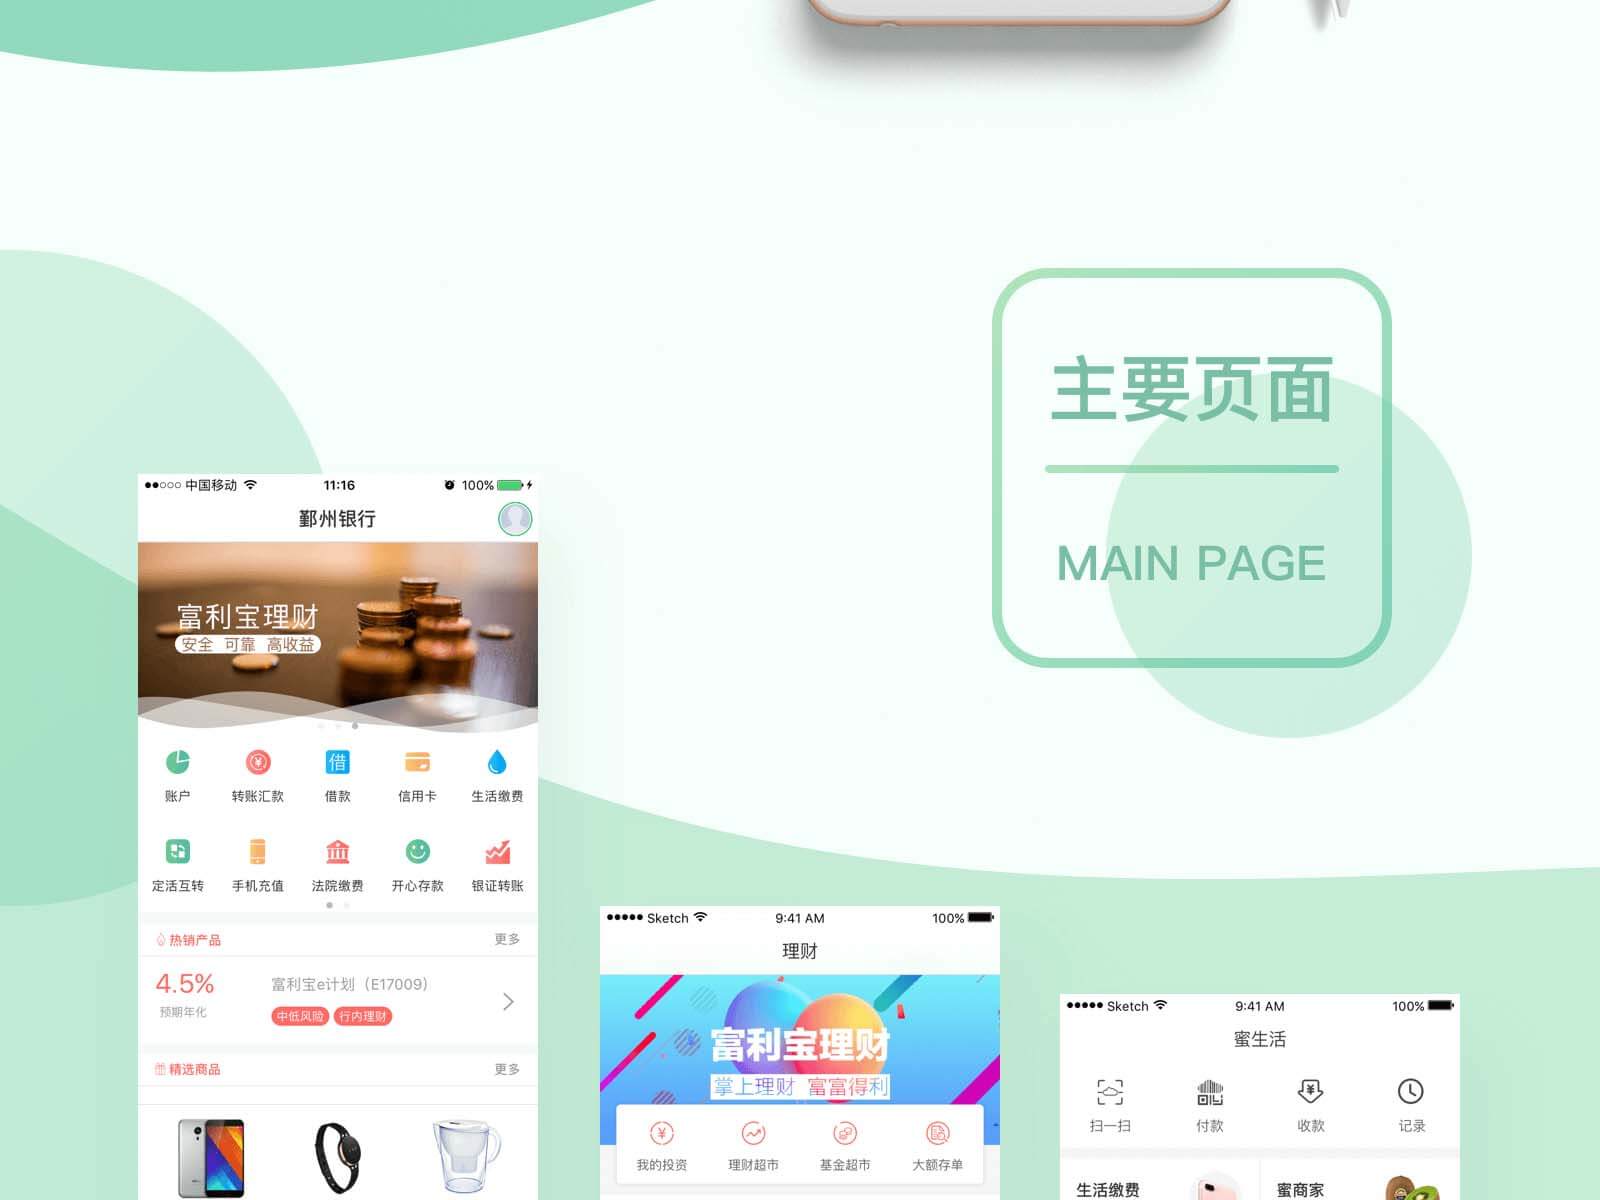 主要页面
MAIN PAGE
中国移动 11:16 100%
鄞州银行
富利宝理财
安全 可靠 高收益
账户 转账汇款 借款 信用卡 生活缴费
借
定活互转 手机充值 法院缴费 开心存款 银证转账
热销产品 更多
4.5% 富利宝e计划（E17009）
预期年化 中低风险 行内理财
精选商品 更多
Sketch 9:41 AM 100%
理财
富利宝理财
掌上理财 富富得利
我的投资 理财超市 基金超市 大额存单
Sketch 9:41 AM 100%
蜜生活
扫一扫 付款 收款 记录
生活缴费 蜜商家